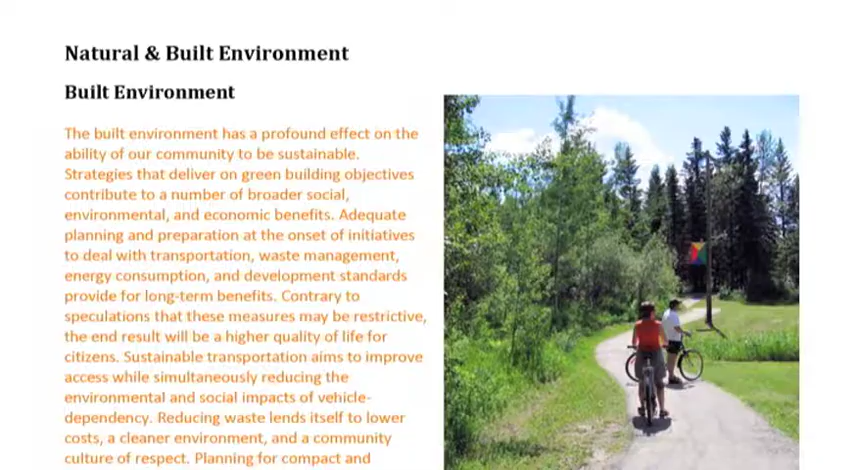 Natural & Built Environment
Built Environment
The built environment has a profound effect on the
ability of our community to be sustainable.
Strategies that deliver on green building objectives
contribute to a number of broader social,
environmental, and economic benefits. Adequate
planning and preparation at the onset of initiatives
to deal with transportation, waste management,
energy consumption, and development standards
provide for long-term benefits. Contrary to
speculations that these measures may be restrictive,
the end result will be a higher quality of life for
citizens. Sustainable transportation aims to improve
access while simultaneously reducing the
environmental and social impacts of vehicle-
dependency. Reducing waste lends itself to lower
costs, a cleaner environment, and a community
culture of respect. Planning for compact and